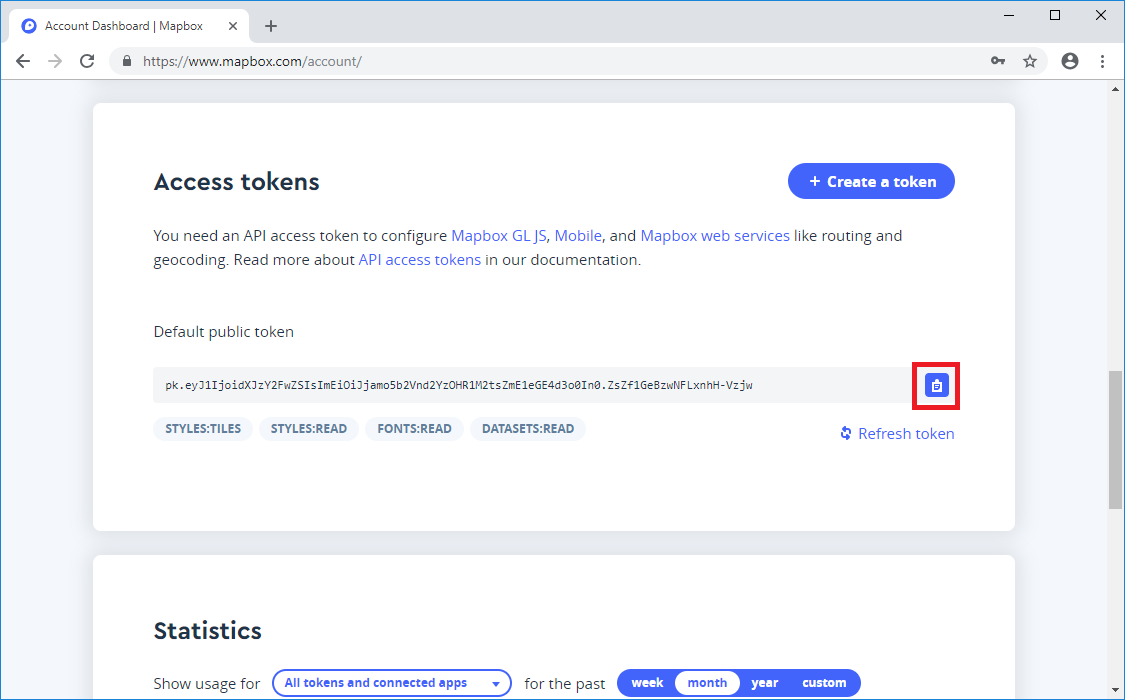 Account Dashboard | Mapbox
https://www.mapbox.com/account/
Access tokens
+ Create a token
You need an API access token to configure Mapbox GL JS, Mobile, and Mapbox web services like routing and
geocoding. Read more about API access tokens in our documentation.
Default public token
pk.eyJ1IjoidXJzY2FwZSIsImEiOiJjamo5b2Vnd2YzOHR1M2tsZmE1eGE4d3o0In0.ZsZf1GeBzwNFLxnhH-Vzjw
STYLES:TILES STYLES:READ FONTS:READ DATASETS:READ
Refresh token
Statistics
Show usage for All tokens and connected apps for the past week month year custom